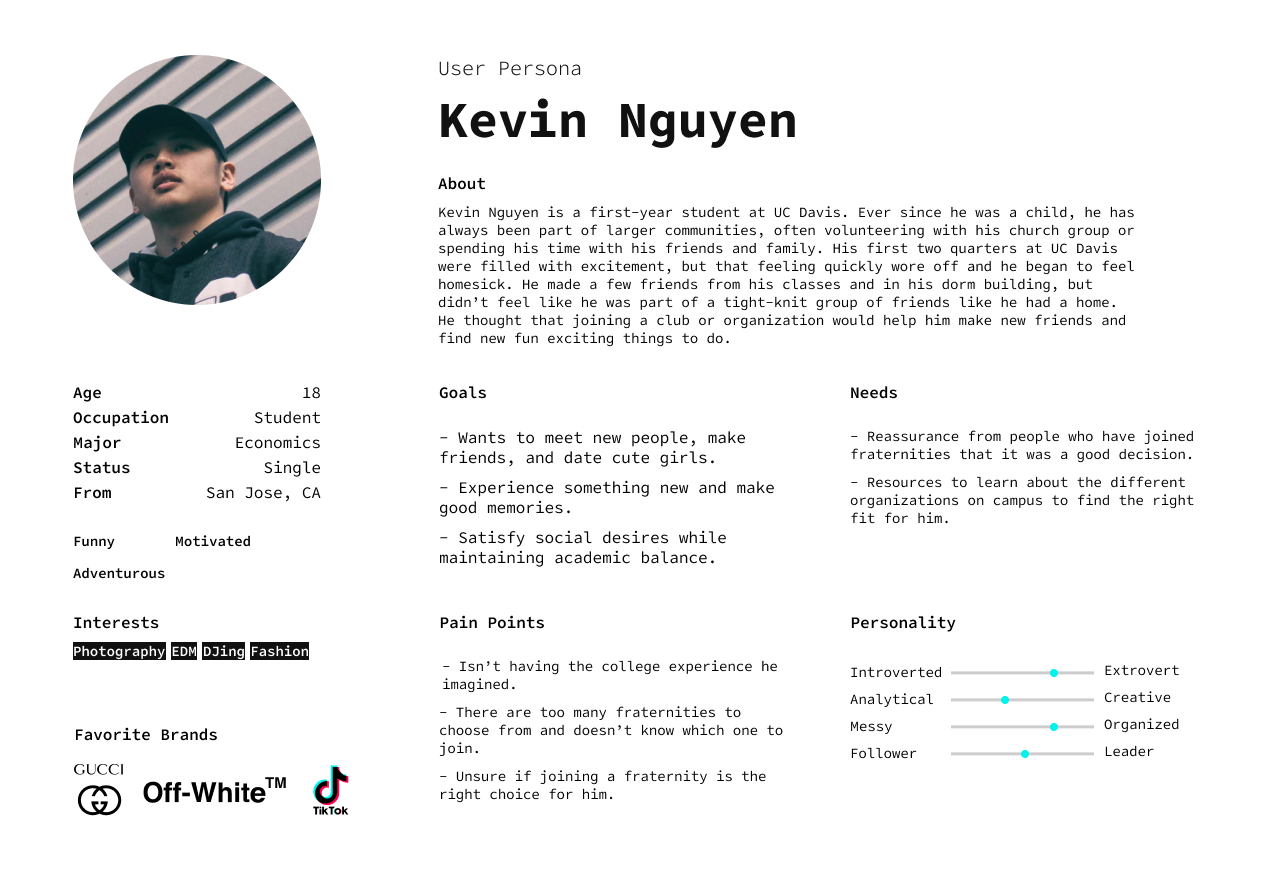 User Persona
Kevin Nguyen
About
Kevin Nguyen is a first-year student at UC Davis. Ever since he was a child, he has
always been part of larger communities, often volunteering with his church group or
spending his time with his friends and family. His first two quarters at UC Davis
were filled with excitement, but that feeling quickly wore off and he began to feel
homesick. He made a few friends from his classes and in his dorm building, but
didn’t feel like he was part of a tight-knit group of friends like he had a home.
He thought that joining a club or organization would help him make new friends and
find new fun exciting things to do.
Age 18
Occupation Student
Major Economics
Status Single
From San Jose, CA
Funny Motivated
Adventurous
Interests
Photography EDM DJing Fashion
Favorite Brands
GUCCI
Off-White™
TikTok
Goals
- Wants to meet new people, make
friends, and date cute girls.
- Experience something new and make
good memories.
- Satisfy social desires while
maintaining academic balance.
Needs
- Reassurance from people who have joined
fraternities that it was a good decision.
- Resources to learn about the different
organizations on campus to find the right
fit for him.
Pain Points
- Isn’t having the college experience he
imagined.
- There are too many fraternities to
choose from and doesn’t know which one to
join.
- Unsure if joining a fraternity is the
right choice for him.
Personality
Introverted Extrovert
Analytical Creative
Messy Organized
Follower Leader